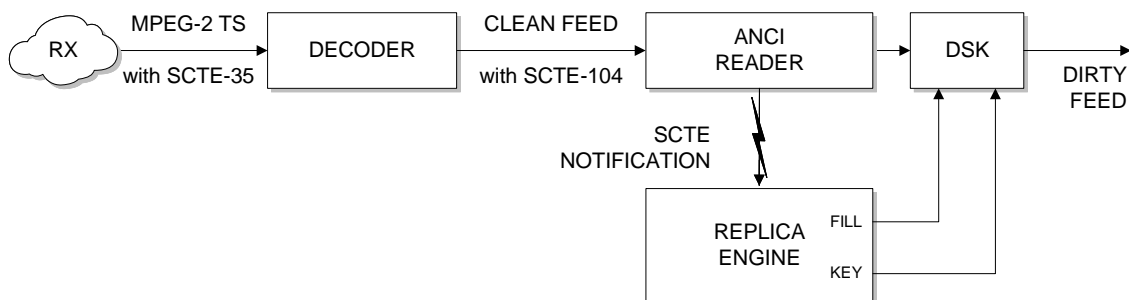 RX
MPEG-2 TS
with SCTE-35
DECODER
CLEAN FEED
with SCTE-104
ANCI
READER
DSK
DIRTY
FEED
SCTE
NOTIFICATION
REPLICA
ENGINE
FILL
KEY